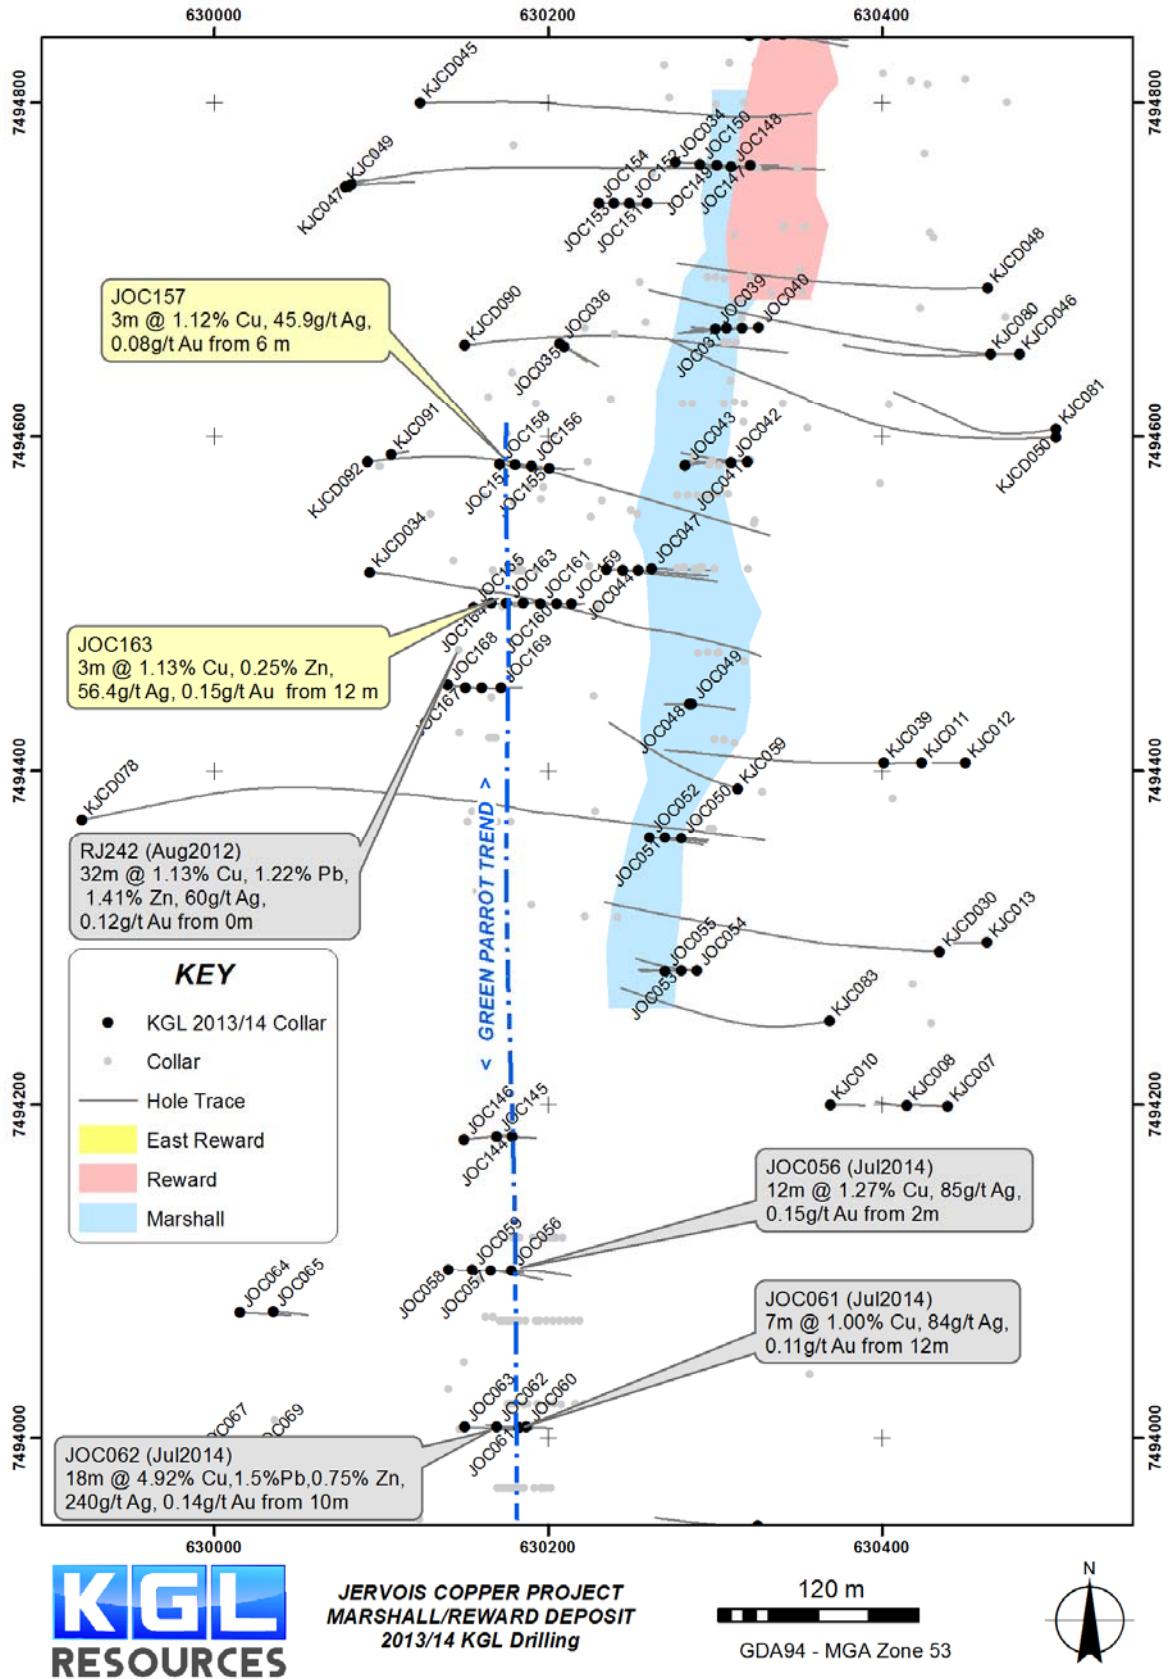 630000
630200
630400
7494800
7494800
KJCD045
KJC049
KJC047
JOC034
JOC150
JOC148
JOC154
JOC152
JOC149
JOC147
JOC153
JOC151
KJCD048
JOC157
3m @ 1.12% Cu, 45.9g/t Ag,
0.08g/t Au from 6 m
KJCD090
JOC036
JOC035
JOC039
JOC040
KJC080
KJCD046
7494600
7494600
KJC091
KJCD092
JOC158
JOC156
JOC155
JOC043
JOC042
JOC041
KJC081
KJCD050
KJCD034
JOC163
JOC161
JOC047
JOC044
JOC164
JOC160
JOC163
3m @ 1.13% Cu, 0.25% Zn,
56.4g/t Ag, 0.15g/t Au from 12 m
JOC168
JOC169
JOC167
JOC049
JOC048
KJC039
KJC011
KJC012
7494400
7494400
KJCD078
KJC059
JOC052
JOC050
JOC051
< GREEN PARROT TREND >
RJ242 (Aug2012)
32m @ 1.13% Cu, 1.22% Pb,
1.41% Zn, 60g/t Ag,
0.12g/t Au from 0m
KJCD030
KJC013
JOC055
JOC054
JOC053
KJC083
KEY
KGL 2013/14 Collar
Collar
Hole Trace
East Reward
Reward
Marshall
KJC010
KJC008
KJC007
7494200
7494200
JOC146
JOC145
JOC144
JOC056 (Jul2014)
12m @ 1.27% Cu, 85g/t Ag,
0.15g/t Au from 2m
JOC059
JOC056
JOC058
JOC057
JOC064
JOC065
JOC061 (Jul2014)
7m @ 1.00% Cu, 84g/t Ag,
0.11g/t Au from 12m
JOC063
JOC062
JOC060
JOC061
7494000
7494000
JOC062 (Jul2014)
18m @ 4.92% Cu,1.5%Pb,0.75% Zn,
240g/t Ag, 0.14g/t Au from 10m
630000
630200
630400
KGL
RESOURCES
JERVOIS COPPER PROJECT
MARSHALL/REWARD DEPOSIT
2013/14 KGL Drilling
120 m
GDA94 - MGA Zone 53
N